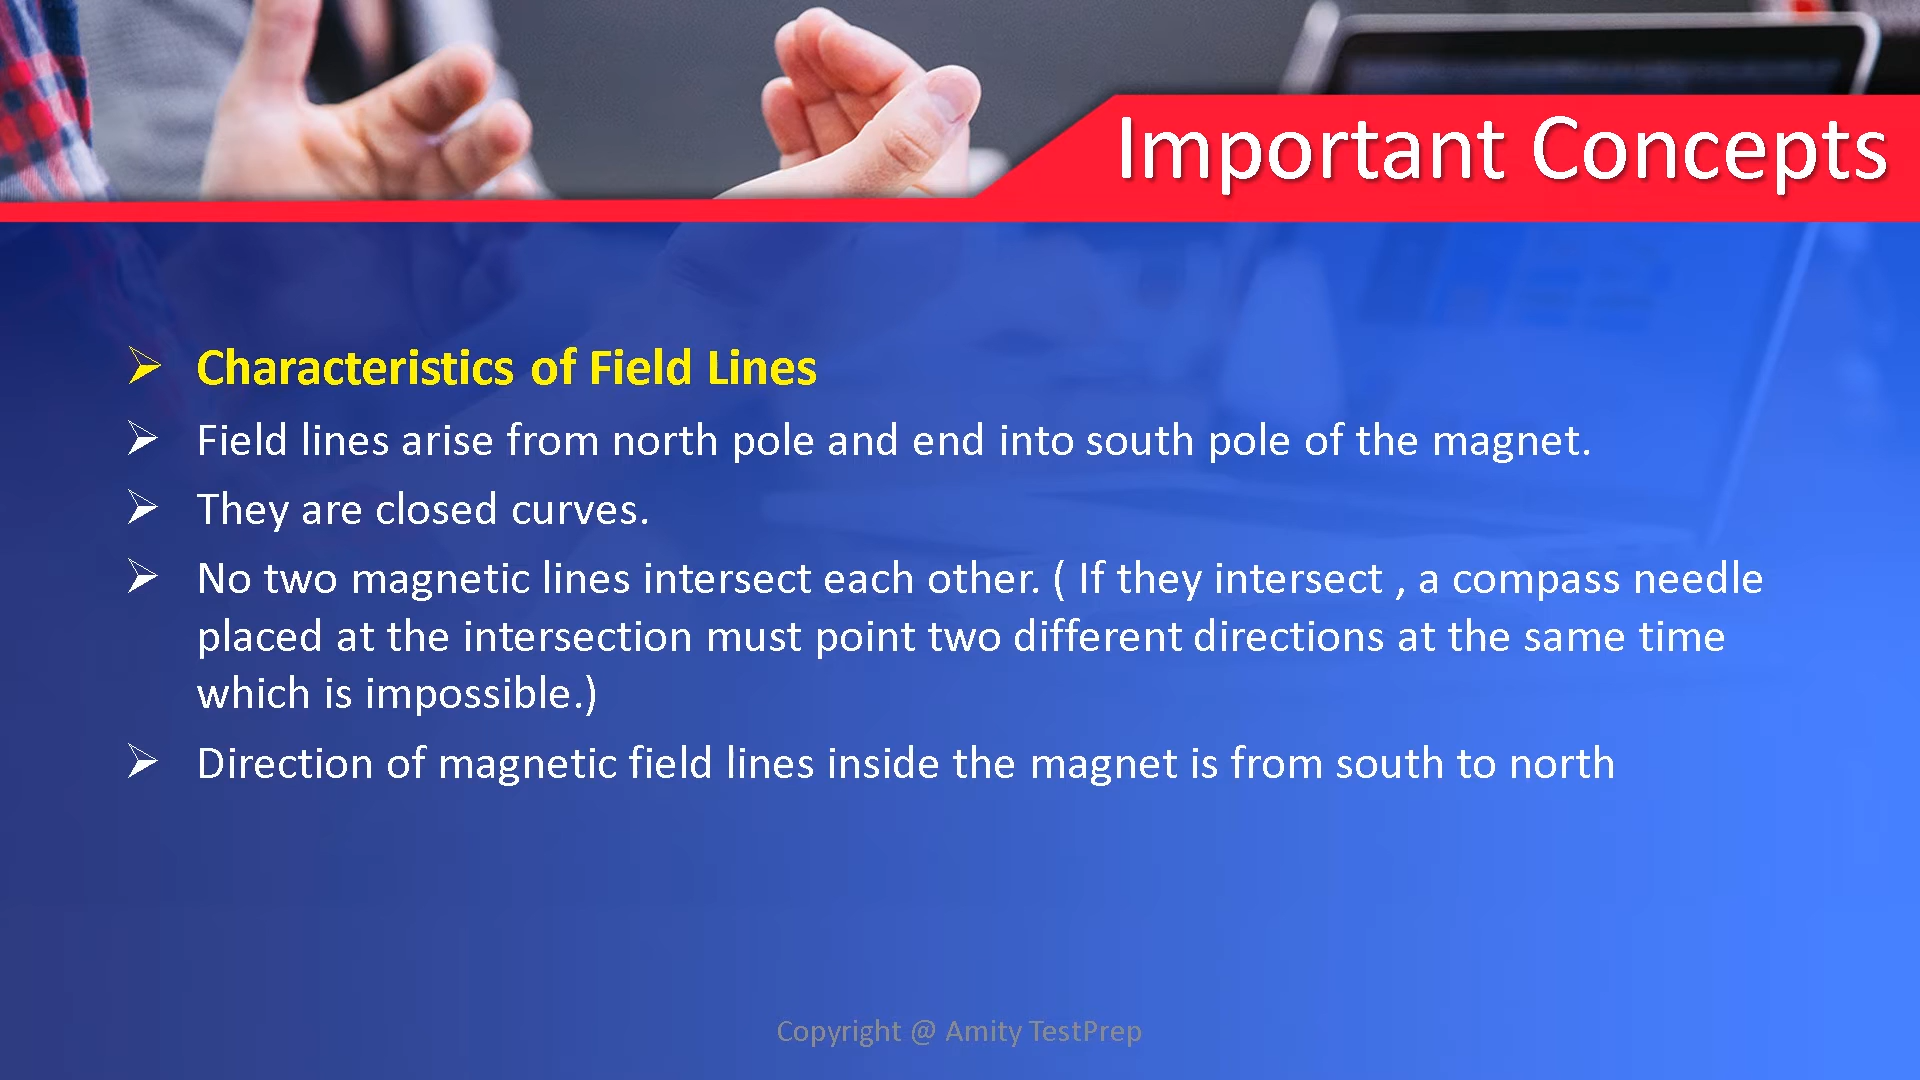 Important Concepts
➢ Characteristics of Field Lines
➢ Field lines arise from north pole and end into south pole of the magnet.
➢ They are closed curves.
➢ No two magnetic lines intersect each other. ( If they intersect , a compass needle
placed at the intersection must point two different directions at the same time
which is impossible.)
➢ Direction of magnetic field lines inside the magnet is from south to north
Copyright @ Amity TestPrep